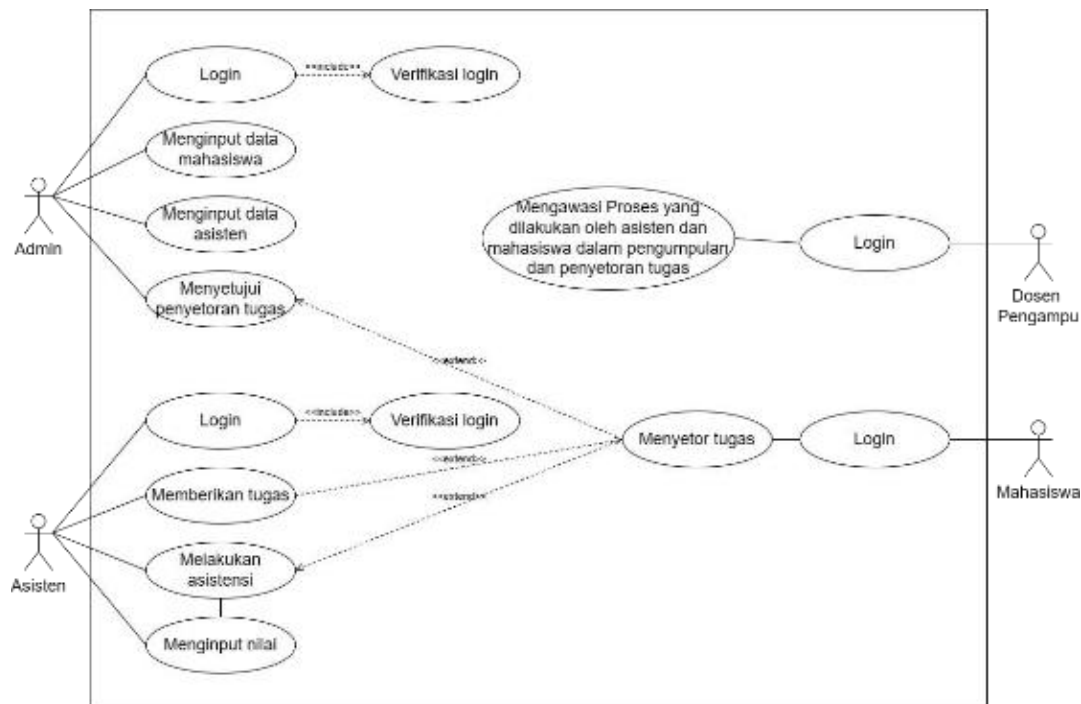 Login
<<include>>
Verifikasi login
Menginput data
mahasiswa
Menginput data
asisten
Menyetujui
penyetoran tugas
Admin
Mengawasi Proses yang
dilakukan oleh asisten dan
mahasiswa dalam pengumpulan
dan penyetoran tugas
Login
Dosen
Pengampu
<<extend>>
Login
<<include>>
Verifikasi login
<<extend>>
Memberikan tugas
<<extend>>
Melakukan
asistensi
Menginput nilai
Asisten
Menyetor tugas
Login
Mahasiswa